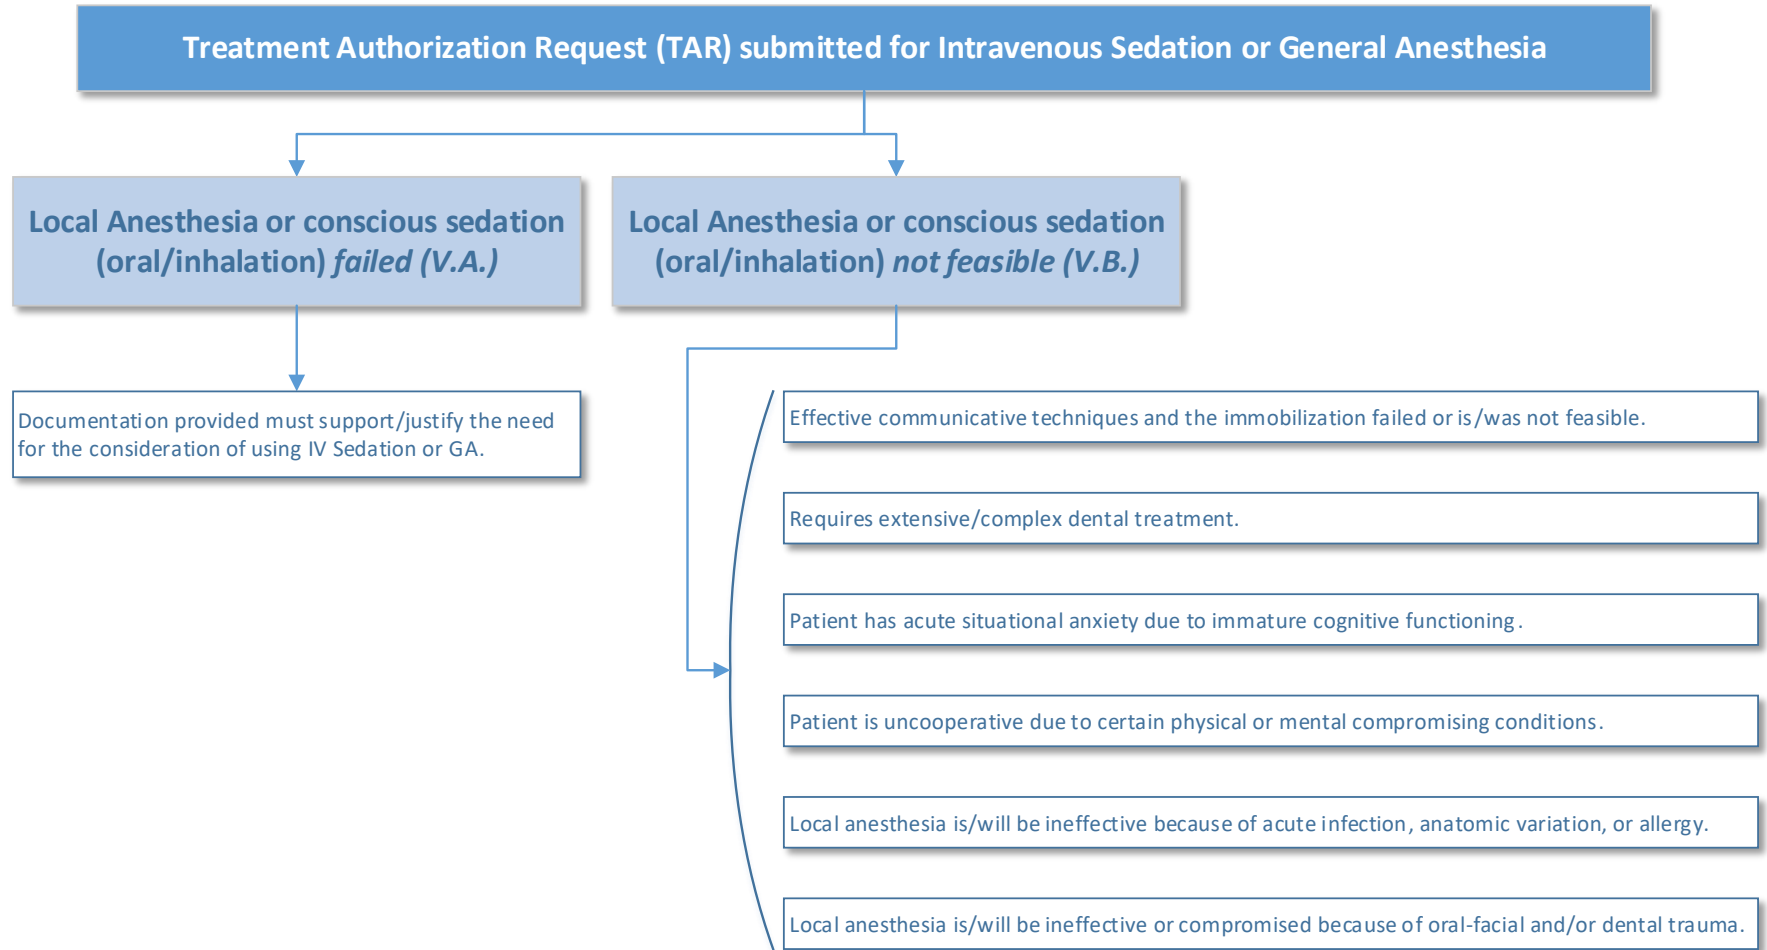 Treatment Authorization Request (TAR) submitted for Intravenous Sedation or General Anesthesia
Local Anesthesia or conscious sedation
(oral/inhalation) failed (V.A.)
Local Anesthesia or conscious sedation
(oral/inhalation) not feasible (V.B.)
Documentation provided must support/justify the need
for the consideration of using IV Sedation or GA.
Effective communicative techniques and the immobilization failed or is/was not feasible.
Requires extensive/complex dental treatment.
Patient has acute situational anxiety due to immature cognitive functioning.
Patient is uncooperative due to certain physical or mental compromising conditions.
Local anesthesia is/will be ineffective because of acute infection, anatomic variation, or allergy.
Local anesthesia is/will be ineffective or compromised because of oral-facial and/or dental trauma.